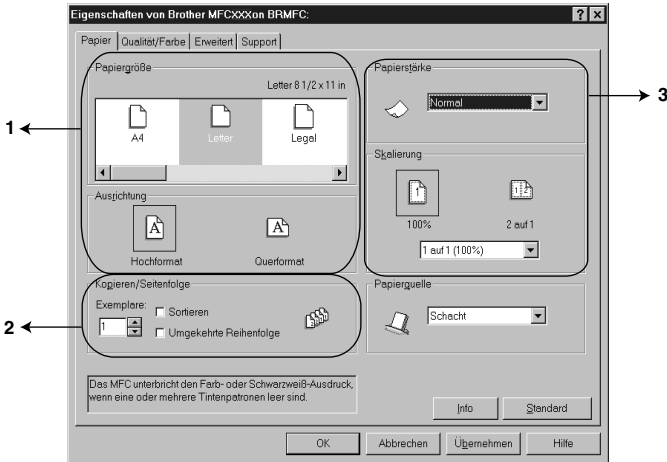 Eigenschaften von Brother MFCXXXon BRMFC:
Papier Qualität/Farbe Erweitert Support
Papiergröße
Letter 8 1/2 x 11 in
A4 Letter Legal
Ausrichtung
A A
Hochformat Querformat
Kopieren/Seitenfolge
Exemplare:
1
Sortieren
Umgekehrte Reihenfolge
Papierstärke
Normal
Skalierung
1 1 2
100% 2 auf 1
1 auf 1 (100%)
Papierquelle
Schacht
Das MFC unterbricht den Farb- oder Schwarzweiß-Ausdruck,
wenn eine oder mehrere Tintenpatronen leer sind.
Info Standard
OK Abbrechen Übernehmen Hilfe
1
2
3